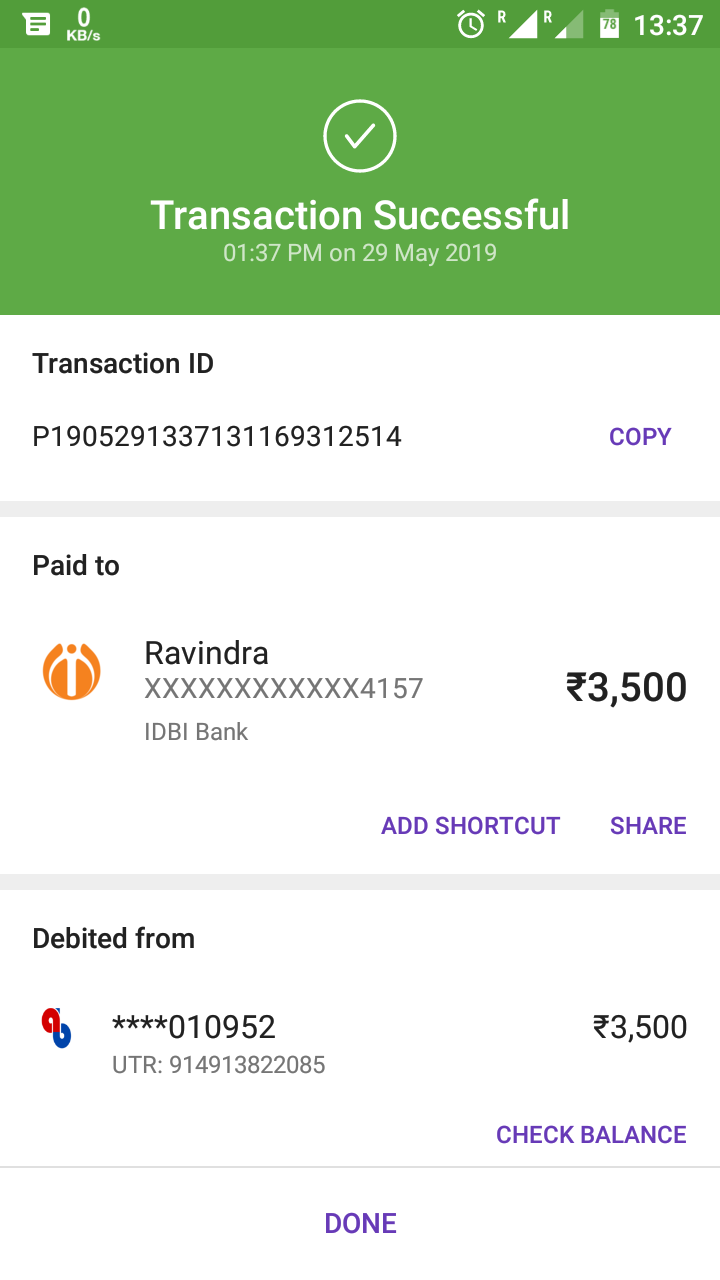 0
KB/s
R R 78 13:37
Transaction Successful
01:37 PM on 29 May 2019
Transaction ID
P1905291337131169312514 COPY
Paid to
Ravindra
XXXXXXXXXXXX4157
₹3,500
IDBI Bank
ADD SHORTCUT SHARE
Debited from
****010952 ₹3,500
UTR: 914913822085
CHECK BALANCE
DONE